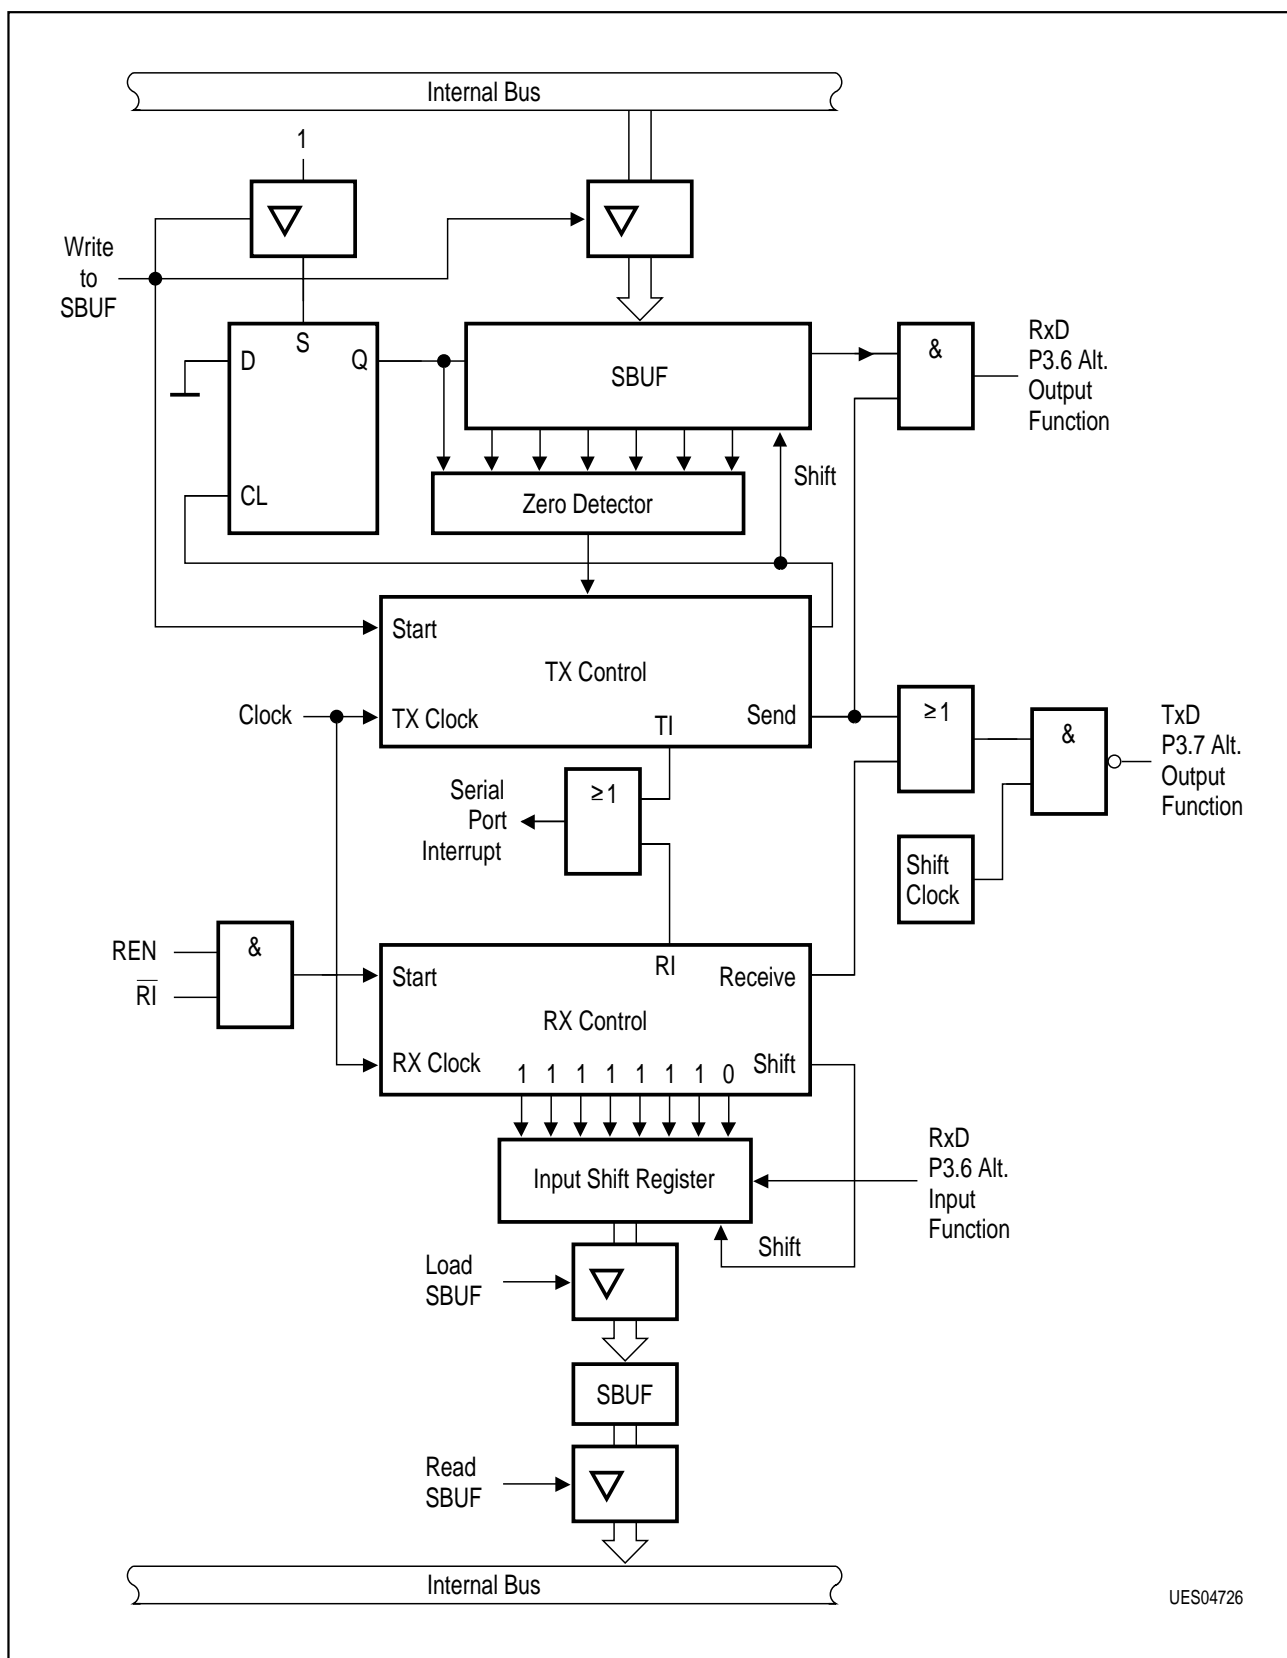 Internal Bus
1
Write
to
SBUF
S
D
Q
SBUF
&
RxD
P3.6 Alt.
Output
Function
CL
Zero Detector
Shift
Start
TX Control
Clock
TX Clock
TI
Send
≥1
&
TxD
P3.7 Alt.
Output
Function
Serial
Port
Interrupt
≥1
Shift
Clock
REN
R̅I̅
&
Start
RI
Receive
RX Control
RX Clock
1 1 1 1 1 1 1 0
Shift
Input Shift Register
RxD
P3.6 Alt.
Input
Function
Shift
Load
SBUF
SBUF
Read
SBUF
Internal Bus
UES04726